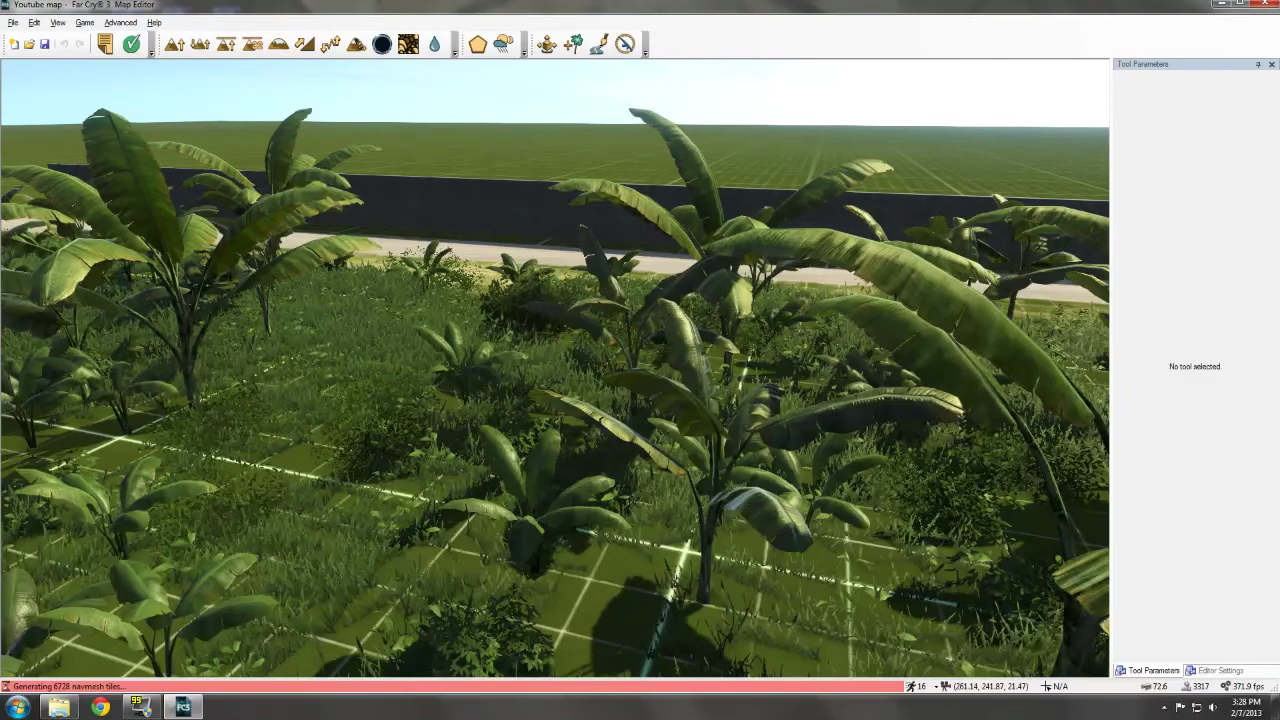 Youtube map - Far Cry® 3 Map Editor
File Edit View Game Advanced Help
Tool Parameters
No tool selected.
Tool Parameters Editor Settings
Generating 6728 navmesh tiles...
16 (261.14, 241.87, 21.47) N/A 72.6 3317 371.9 fps
99
FC3
3:28 PM
2/7/2013